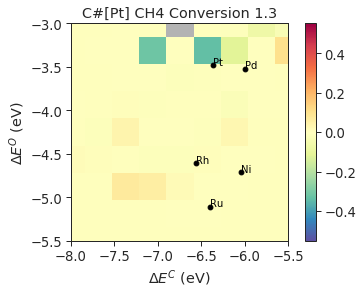 C#[Pt] CH4 Conversion 1.3
−3.0
−3.5
−4.0
−4.5
−5.0
−5.5
ΔE^O (eV)
Pt
Pd
Rh
Ni
Ru
−8.0 −7.5 −7.0 −6.5 −6.0 −5.5
ΔE^C (eV)
0.4
0.2
0.0
−0.2
−0.4